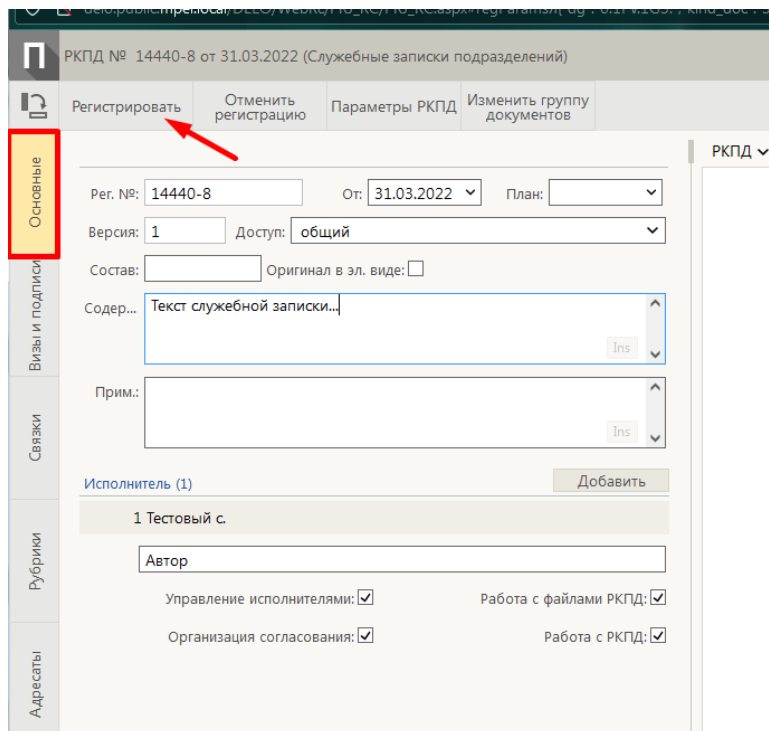 РКПД № 14440-8 от 31.03.2022 (Служебные записки подразделений)
П
Регистрировать
Отменить регистрацию
Параметры РКПД
Изменить группу документов
Основные
Визы и подписи
Связки
Рубрики
Адресаты
РКПД
Рег. №: 14440-8 От: 31.03.2022 План:
Версия: 1 Доступ: общий
Состав: Оригинал в эл. виде:
Содер... Текст служебной записки...
Ins
Прим.:
Ins
Исполнитель (1) Добавить
1 Тестовый с.
Автор
Управление исполнителями: Работа с файлами РКПД:
Организация согласования: Работа с РКПД: